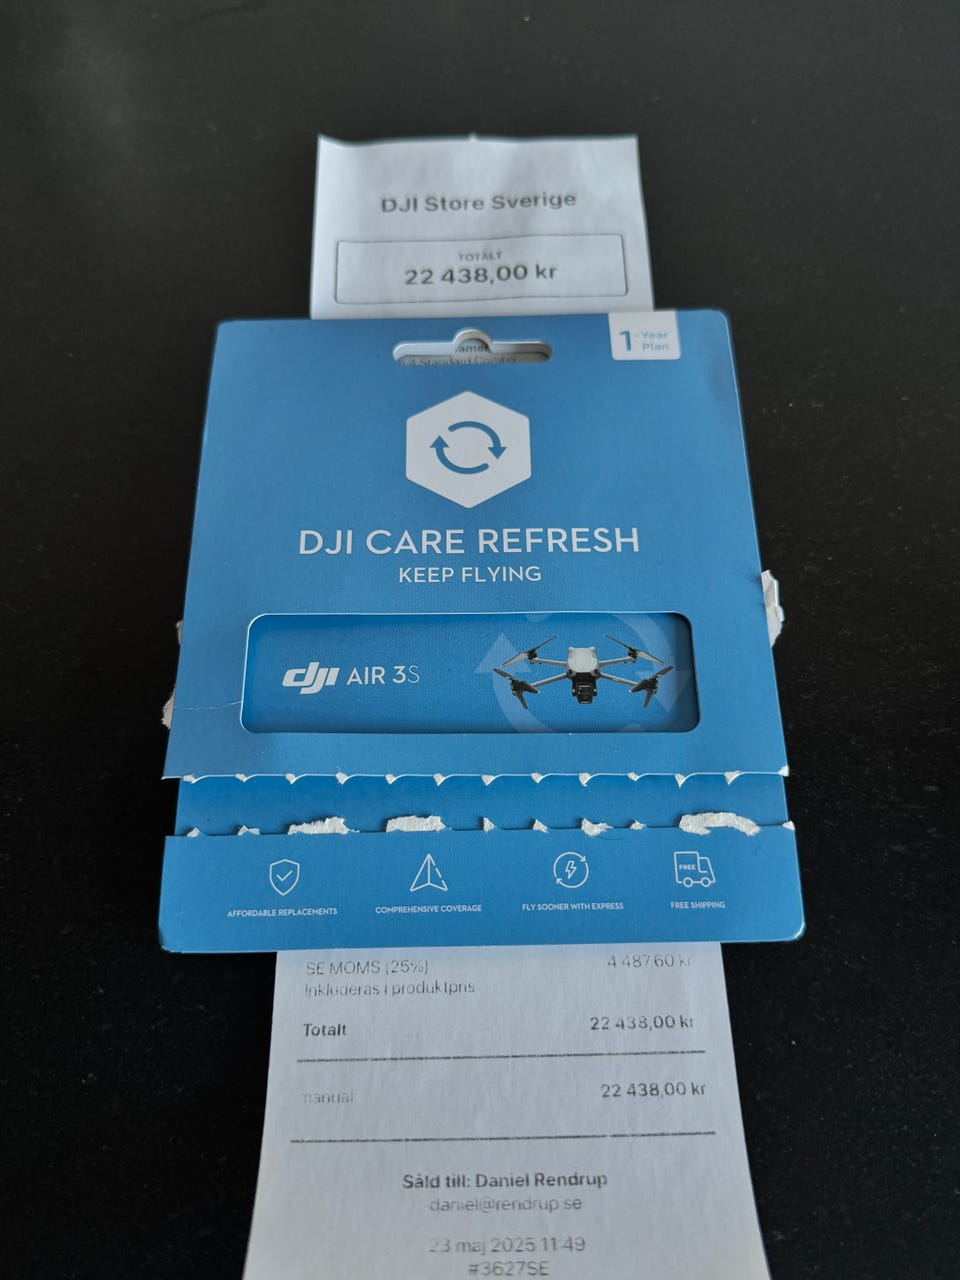 DJI Store Sverige
TOTALT
22 438,00 kr
1-Year
Plan
Standard Combo
DJI CARE REFRESH
KEEP FLYING
dji AIR 3S
FREE
AFFORDABLE REPLACEMENTS
COMPREHENSIVE COVERAGE
FLY SOONER WITH EXPRESS
FREE SHIPPING
SE MOMS (25%) 4 487,60 kr
Inkluderas i produktpris
Totalt 22 438,00 kr
manual 22 438,00 kr
Såld till: Daniel Rendrup
daniel@rendrup.se
23 maj 2025 11:49
#3627SE